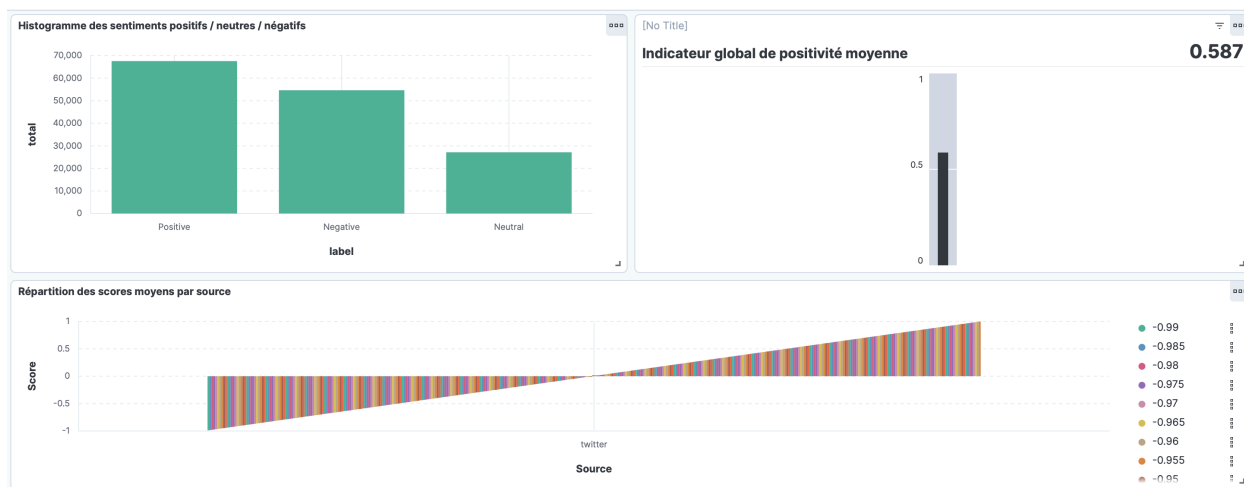 Histogramme des sentiments positifs / neutres / négatifs
70,000
60,000
50,000
40,000
30,000
20,000
10,000
0
total
Positive
Negative
Neutral
label
[No Title]
Indicateur global de positivité moyenne
0.587
1
0.5
0
Répartition des scores moyens par source
1
0.5
0
-0.5
-1
Score
twitter
Source
-0.99
-0.985
-0.98
-0.975
-0.97
-0.965
-0.96
-0.955
-0.95